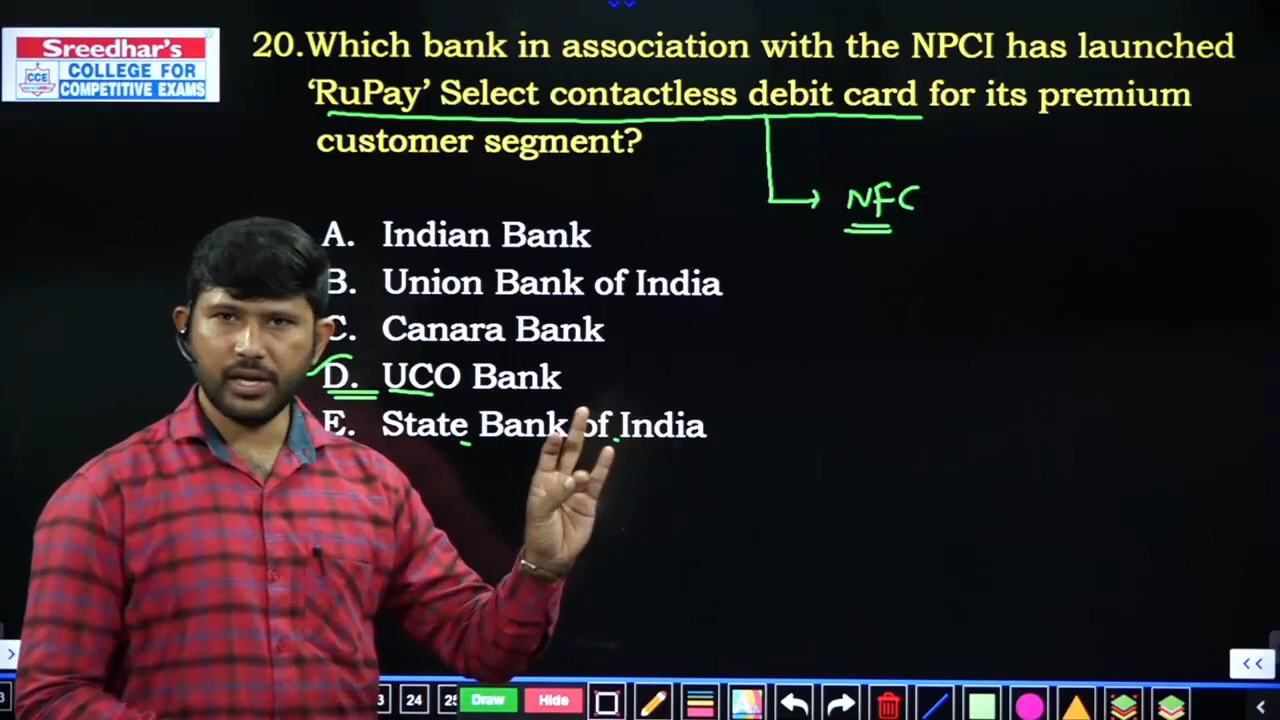 Sreedhar's
CCE
COLLEGE FOR
COMPETITIVE EXAMS
20.Which bank in association with the NPCI has launched
‘RuPay’ Select contactless debit card for its premium
customer segment?
NFC
A. Indian Bank
B. Union Bank of India
C. Canara Bank
D. UCO Bank
E. State Bank of India
3 24 25 Draw Hide